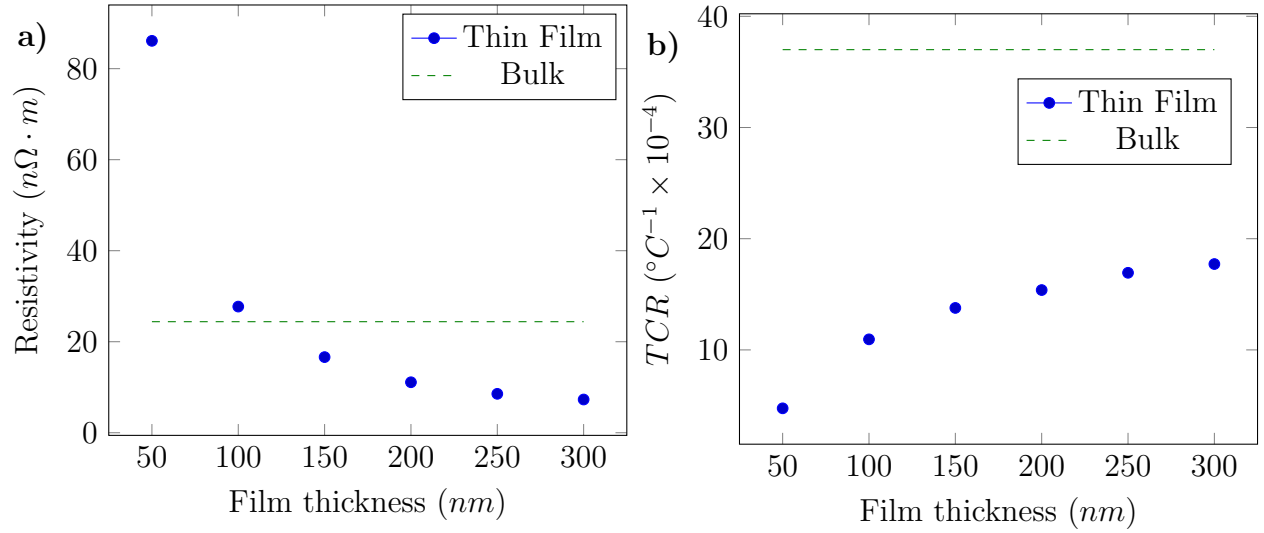 a)
Resistivity (nΩ · m)
80
60
40
20
0
50 100 150 200 250 300
Film thickness (nm)
Thin Film
Bulk
b)
TCR (°C⁻¹ × 10⁻⁴)
40
30
20
10
50 100 150 200 250 300
Film thickness (nm)
Thin Film
Bulk